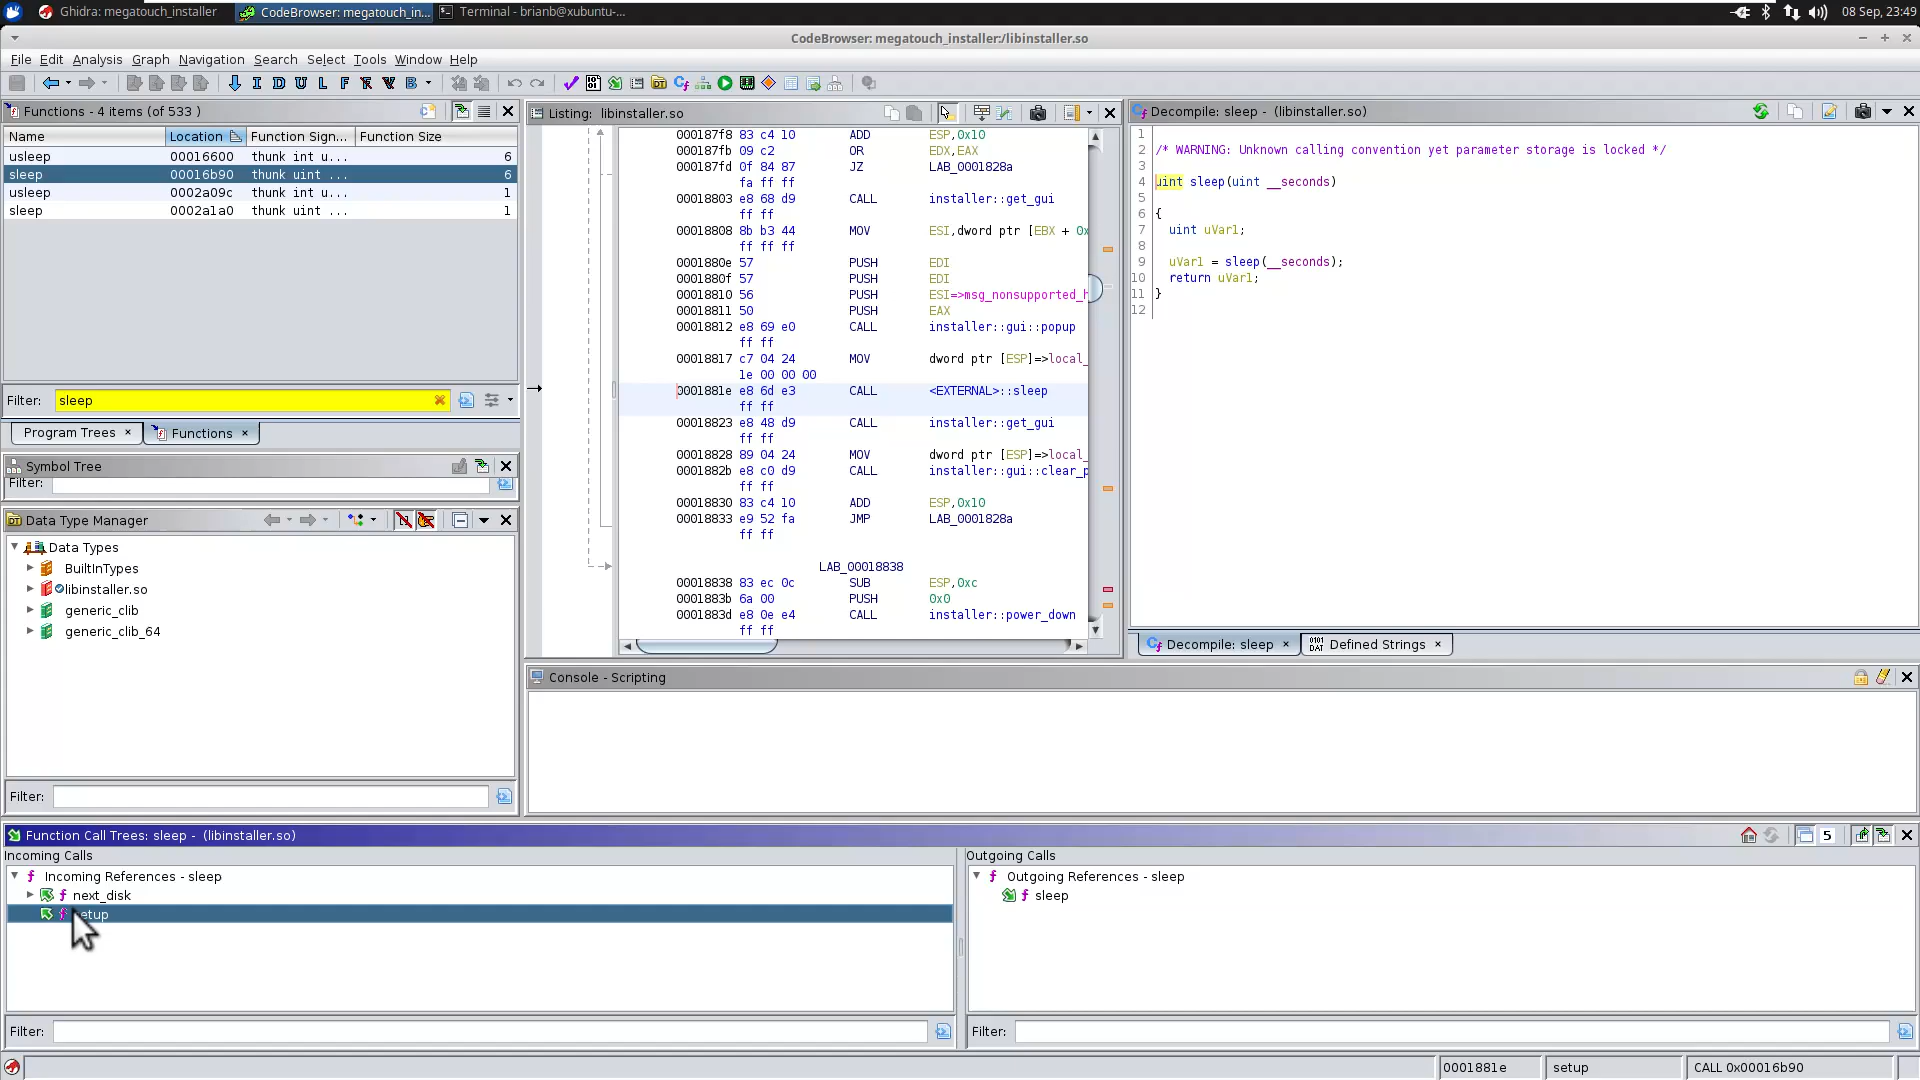 Ghidra: megatouch_installer
CodeBrowser: megatouch_in...
Terminal - brianb@xubuntu-...
08 Sep, 23:49
CodeBrowser: megatouch_installer:/libinstaller.so
File Edit Analysis Graph Navigation Search Select Tools Window Help
I D U L F V B
Functions - 4 items (of 533 )
Name Location Function Sign... Function Size
usleep 00016600 thunk int u... 6
sleep 00016b90 thunk uint ... 6
usleep 0002a09c thunk int u... 1
sleep 0002a1a0 thunk uint ... 1
Filter: sleep
Program Trees Functions
Symbol Tree
Filter:
Data Type Manager
Data Types
BuiltInTypes
libinstaller.so
generic_clib
generic_clib_64
Filter:
Listing: libinstaller.so
000187f8 83 c4 10 ADD ESP,0x10
000187fb 09 c2 OR EDX,EAX
000187fd 0f 84 87 JZ LAB_0001828a
fa ff ff
00018803 e8 68 d9 CALL installer::get_gui
ff ff
00018808 8b b3 44 MOV ESI,dword ptr [EBX + 0x
ff ff ff
0001880e 57 PUSH EDI
0001880f 57 PUSH EDI
00018810 56 PUSH ESI=>msg_nonsupported_h
00018811 50 PUSH EAX
00018812 e8 69 e0 CALL installer::gui::popup
ff ff
00018817 c7 04 24 MOV dword ptr [ESP]=>local_
1e 00 00 00
0001881e e8 6d e3 CALL <EXTERNAL>::sleep
ff ff
00018823 e8 48 d9 CALL installer::get_gui
ff ff
00018828 89 04 24 MOV dword ptr [ESP]=>local_
0001882b e8 c0 d9 CALL installer::gui::clear_p
ff ff
00018830 83 c4 10 ADD ESP,0x10
00018833 e9 52 fa JMP LAB_0001828a
ff ff
LAB_00018838
00018838 83 ec 0c SUB ESP,0xc
0001883b 6a 00 PUSH 0x0
0001883d e8 0e e4 CALL installer::power_down
ff ff
Decompile: sleep - (libinstaller.so)
1
2 /* WARNING: Unknown calling convention yet parameter storage is locked */
3
4 uint sleep(uint __seconds)
5
6 {
7 uint uVar1;
8
9 uVar1 = sleep(__seconds);
10 return uVar1;
11 }
12
Decompile: sleep Defined Strings
Console - Scripting
Function Call Trees: sleep - (libinstaller.so)
5
Incoming Calls
Incoming References - sleep
next_disk
etup
Filter:
Outgoing Calls
Outgoing References - sleep
sleep
Filter:
0001881e setup CALL 0x00016b90